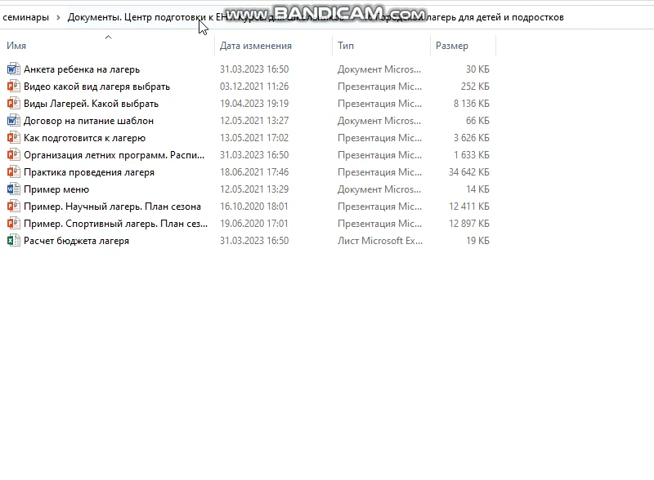 семинары > Документы. Центр подготовки к лагерь для детей и подростков
www.BANDICAM.com
Имя Дата изменения Тип Размер
Анкета ребенка на лагерь 31.03.2023 16:50 Документ Micros... 30 КБ
Видео какой вид лагеря выбрать 03.12.2021 11:26 Презентация Mic... 252 КБ
Виды Лагерей. Какой выбрать 19.04.2023 19:19 Презентация Mic... 8 136 КБ
Договор на питание шаблон 12.05.2021 13:27 Документ Micros... 66 КБ
Как подготовится к лагерю 13.05.2021 17:02 Презентация Mic... 3 626 КБ
Организация летних программ. Распи... 31.03.2023 16:50 Презентация Mic... 1 633 КБ
Практика проведения лагеря 18.06.2021 17:46 Презентация Mic... 34 642 КБ
Пример меню 12.05.2021 13:29 Документ Micros... 14 КБ
Пример. Научный лагерь. План сезона 16.10.2020 18:01 Презентация Mic... 12 411 КБ
Пример. Спортивный лагерь. План сез... 19.06.2020 17:01 Презентация Mic... 12 897 КБ
Расчет бюджета лагеря 31.03.2023 16:50 Лист Microsoft Ex... 19 КБ